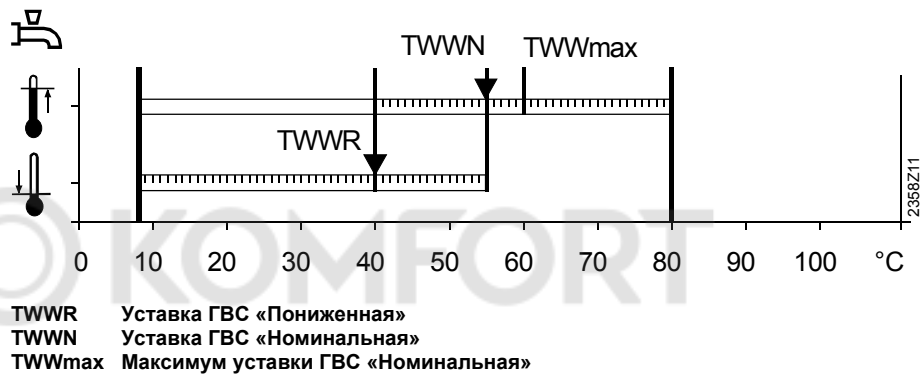 TWWN TWWmax
TWWR
2358Z11
0 10 20 30 40 50 60 70 80 90 100 °C
KOMFORT
TWWR Уставка ГВС «Пониженная»
TWWN Уставка ГВС «Номинальная»
TWWmax Максимум уставки ГВС «Номинальная»